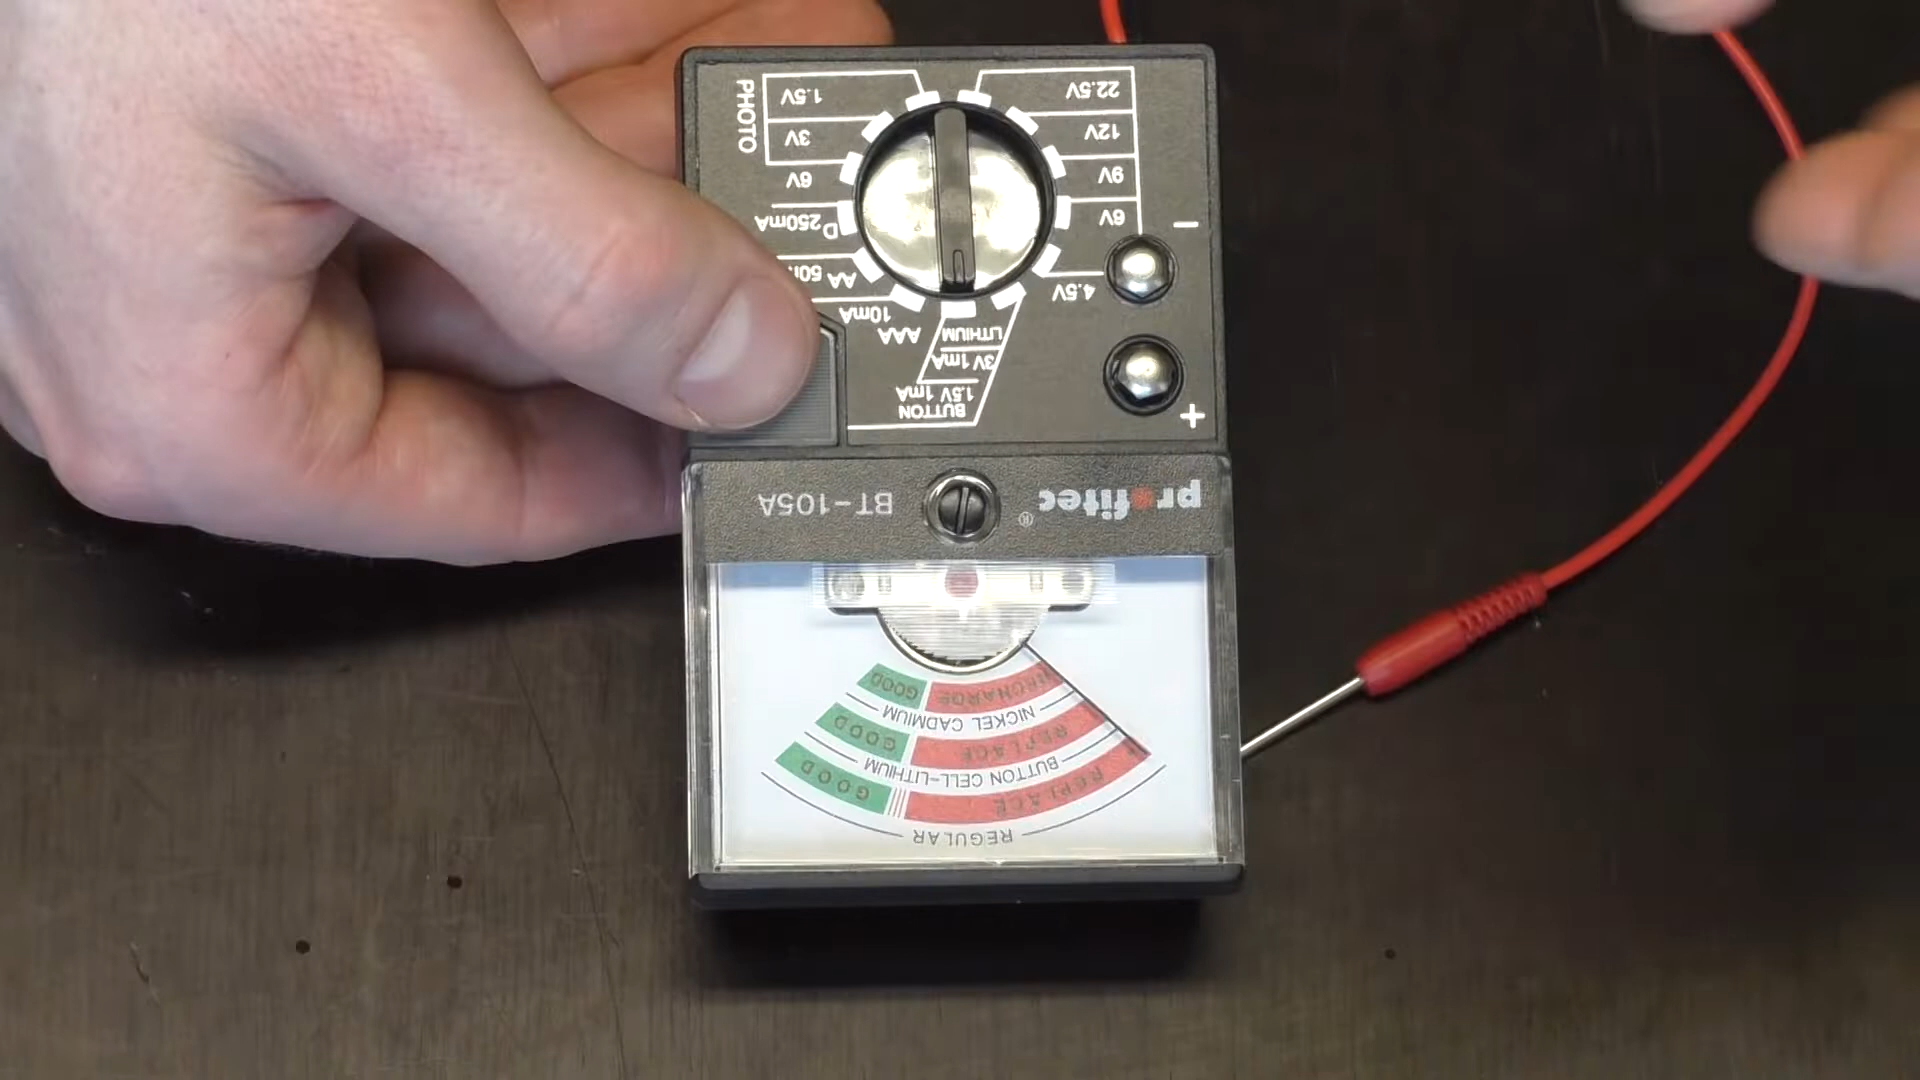 REGULAR
REPLACE GOOD
BUTTON CELL-LITHIUM
REPLACE GOOD
NICKEL CADMIUM
RECHARGE GOOD
profitec® BT-105A
+
BUTTON
1.5V 1mA
3V 1mA
LITHIUM
AAA
10mA
4.5V
AA 50
−
6V
D 250mA
9V
6V
12V
3V
22.5V
1.5V
PHOTO